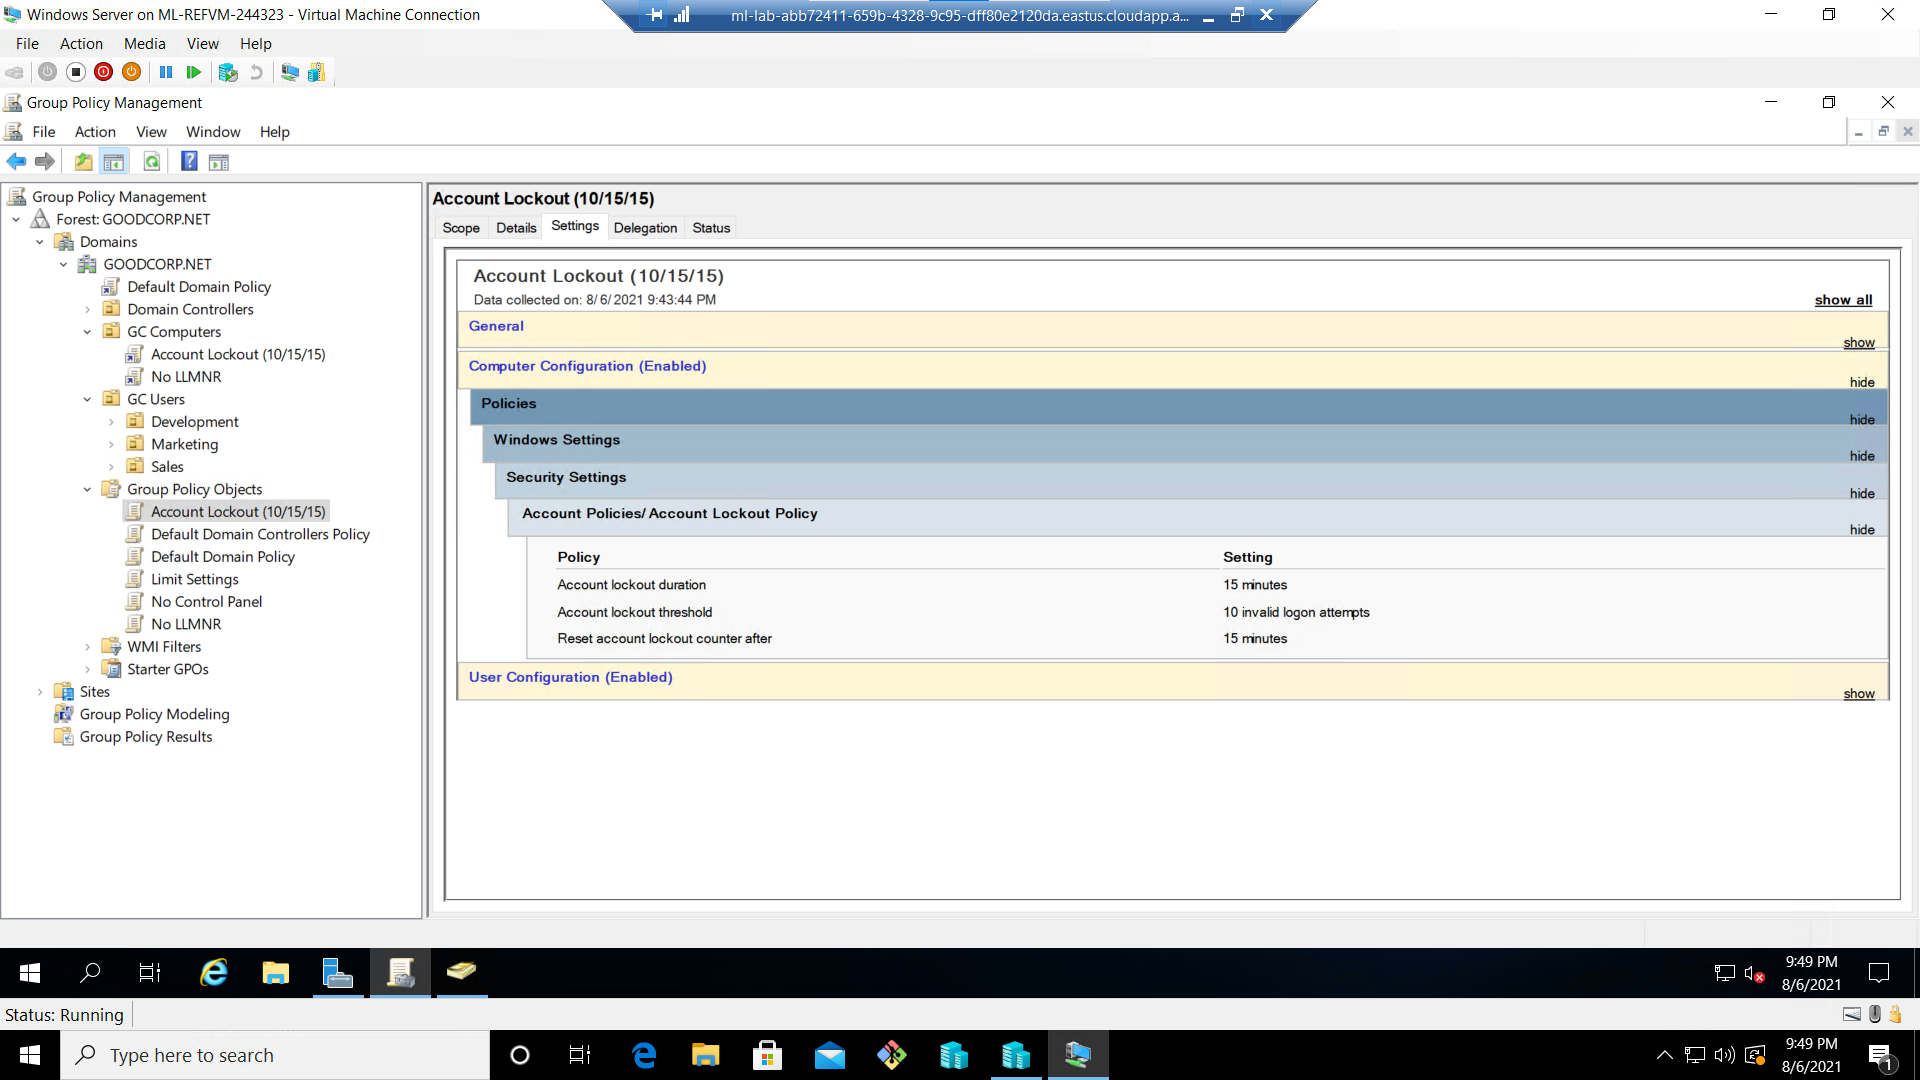 Windows Server on ML-REFVM-244323 - Virtual Machine Connection
ml-lab-abb72411-659b-4328-9c95-dff80e2120da.eastus.cloudapp.a...
File Action Media View Help
Group Policy Management
File Action View Window Help
Group Policy Management
Forest: GOODCORP.NET
Domains
GOODCORP.NET
Default Domain Policy
Domain Controllers
GC Computers
Account Lockout (10/15/15)
No LLMNR
GC Users
Development
Marketing
Sales
Group Policy Objects
Account Lockout (10/15/15)
Default Domain Controllers Policy
Default Domain Policy
Limit Settings
No Control Panel
No LLMNR
WMI Filters
Starter GPOs
Sites
Group Policy Modeling
Group Policy Results
Account Lockout (10/15/15)
Scope Details Settings Delegation Status
Account Lockout (10/15/15)
Data collected on: 8/6/2021 9:43:44 PM
show all
General
show
Computer Configuration (Enabled)
hide
Policies
hide
Windows Settings
hide
Security Settings
hide
Account Policies/Account Lockout Policy
hide
Policy Setting
Account lockout duration 15 minutes
Account lockout threshold 10 invalid logon attempts
Reset account lockout counter after 15 minutes
User Configuration (Enabled)
show
9:49 PM
8/6/2021
Status: Running
Type here to search
9:49 PM
8/6/2021
1